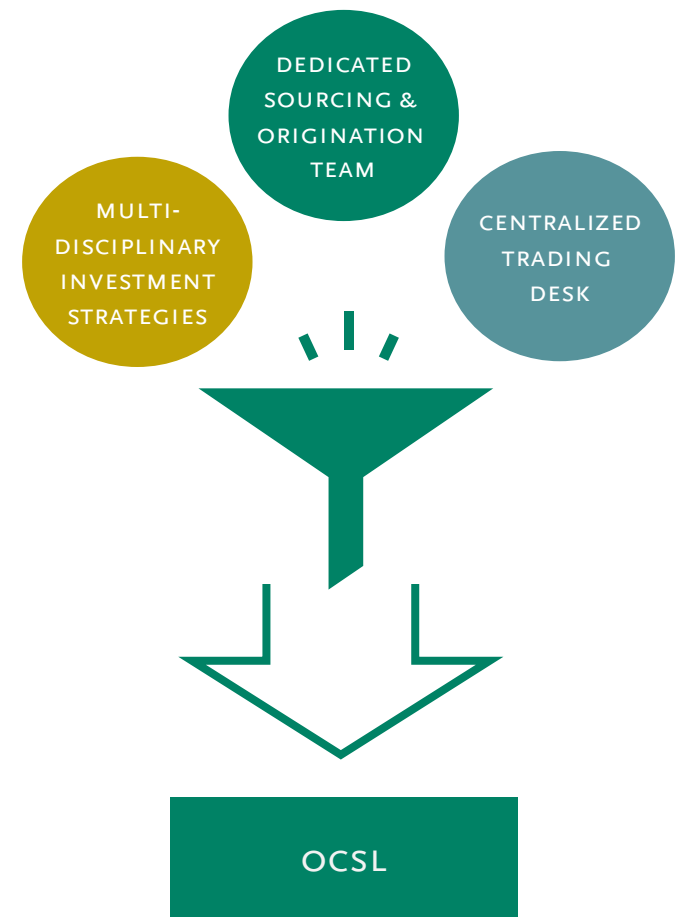 DEDICATED
SOURCING &
ORIGINATION
TEAM
MULTI-
DISCIPLINARY
INVESTMENT
STRATEGIES
CENTRALIZED
TRADING
DESK
OCSL